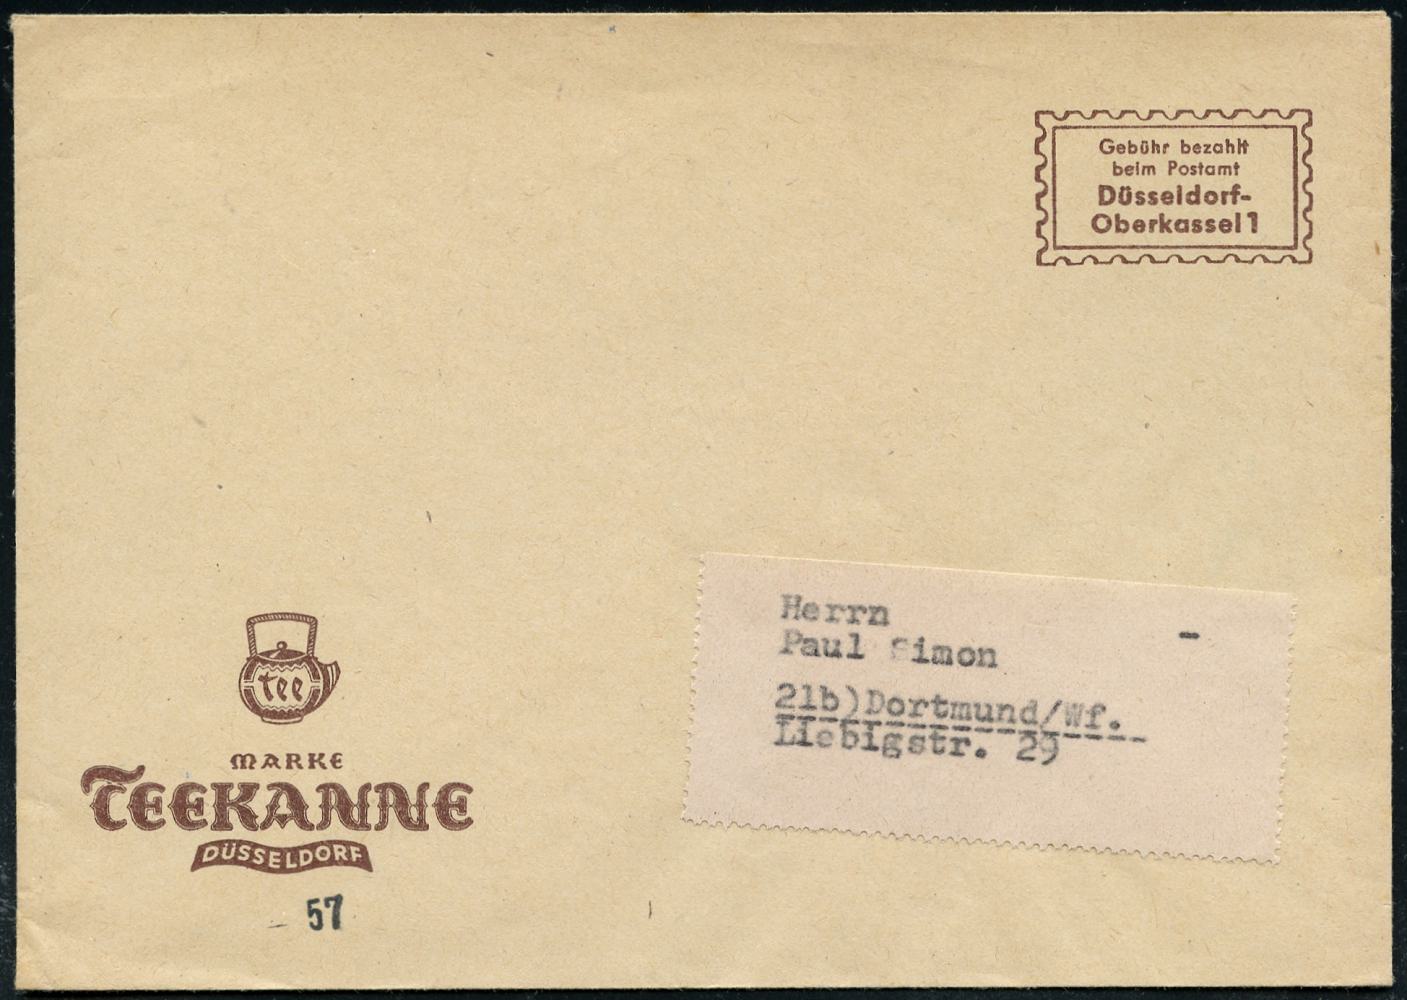 Gebühr bezahlt
beim Postamt
Düsseldorf-
Oberkassel 1
Herrn
Paul Simon
21b)Dortmund/Wf.
Liebigstr. 29
tee
MARKE
TEEKANNE
DÜSSELDORF
57